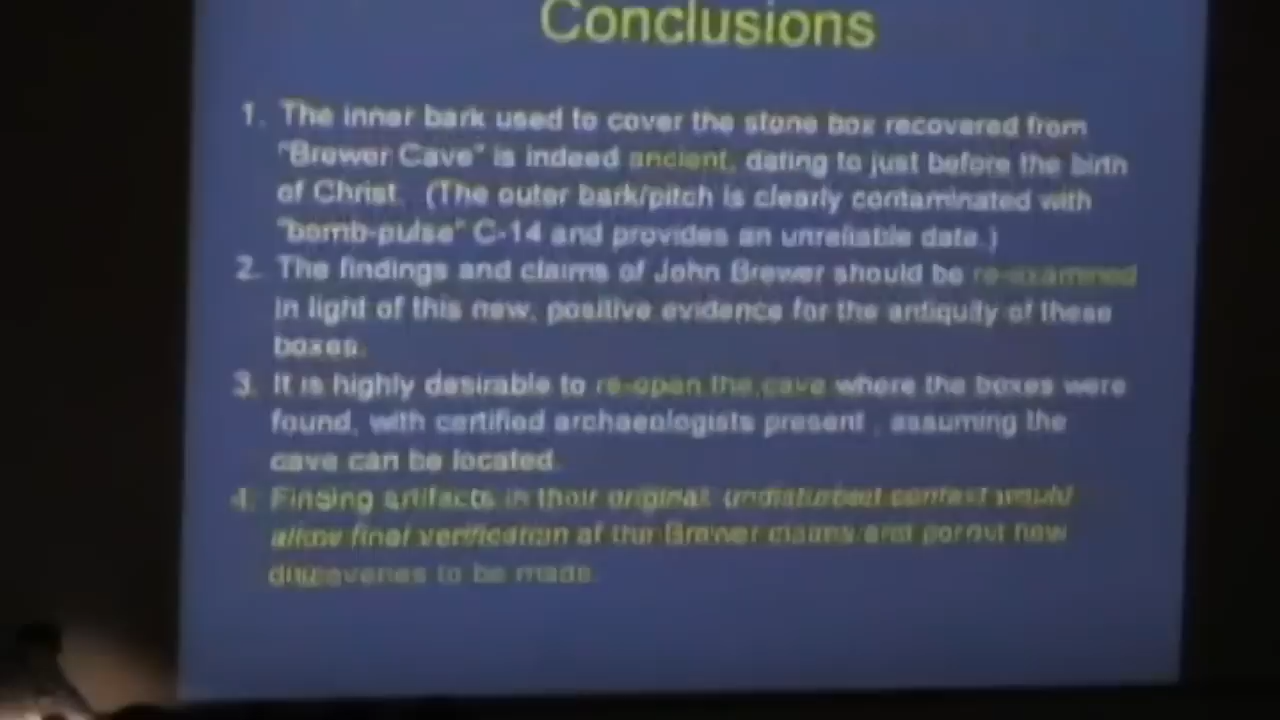 Conclusions
1. The inner bark used to cover the stone box recovered from
"Brewer Cave" is indeed ancient, dating to just before the birth
of Christ. (The outer bark/pitch is clearly contaminated with
"bomb-pulse" C-14 and provides an unreliable date.)
2. The findings and claims of John Brewer should be re-examined
in light of this new, positive evidence for the antiquity of these
boxes.
3. It is highly desirable to re-open the cave where the boxes were
found, with certified archaeologists present , assuming the
cave can be located.
4. Finding artifacts in their original, undisturbed context would
allow final verification of the Brewer claims and permit new
discoveries to be made.